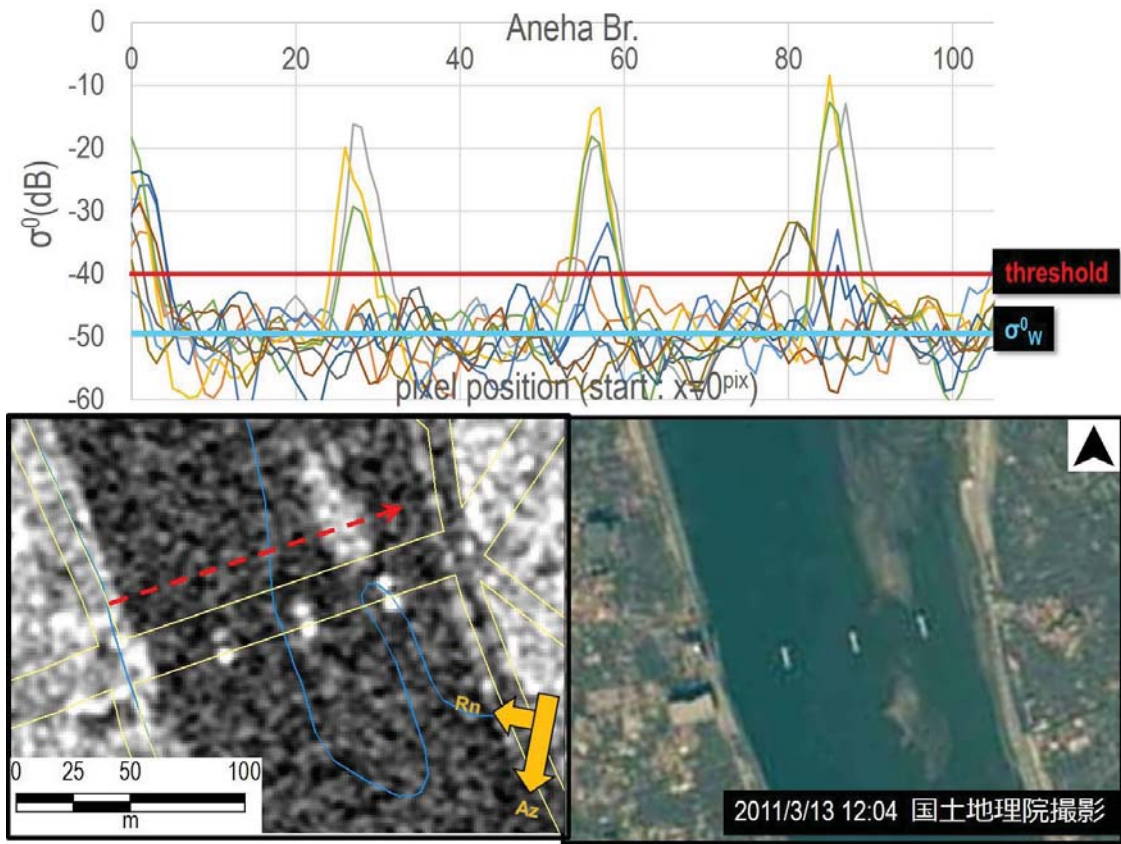 Aneha Br.
0 20 40 60 80 100
0
-10
-20
-30
-40
-50
-60
σ⁰(dB)
threshold
σ⁰w
pixel position (start : x=0pix)
Rn
Az
0 25 50 100
m
2011/3/13 12:04 国土地理院撮影